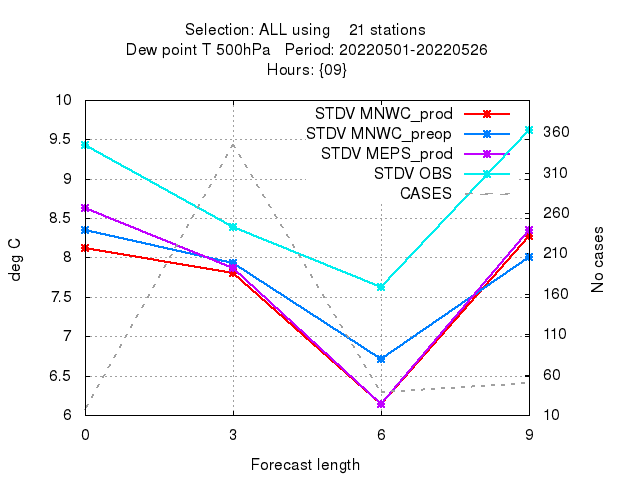 Selection: ALL using    21 stations
Dew point T 500hPa   Period: 20220501-20220526
Hours: {09}
STDV MNWC_prod
STDV MNWC_preop
STDV MEPS_prod
STDV OBS
CASES
deg C
10
9.5
9
8.5
8
7.5
7
6.5
6
360
310
260
210
160
110
60
10
No cases
0 3 6 9
Forecast length